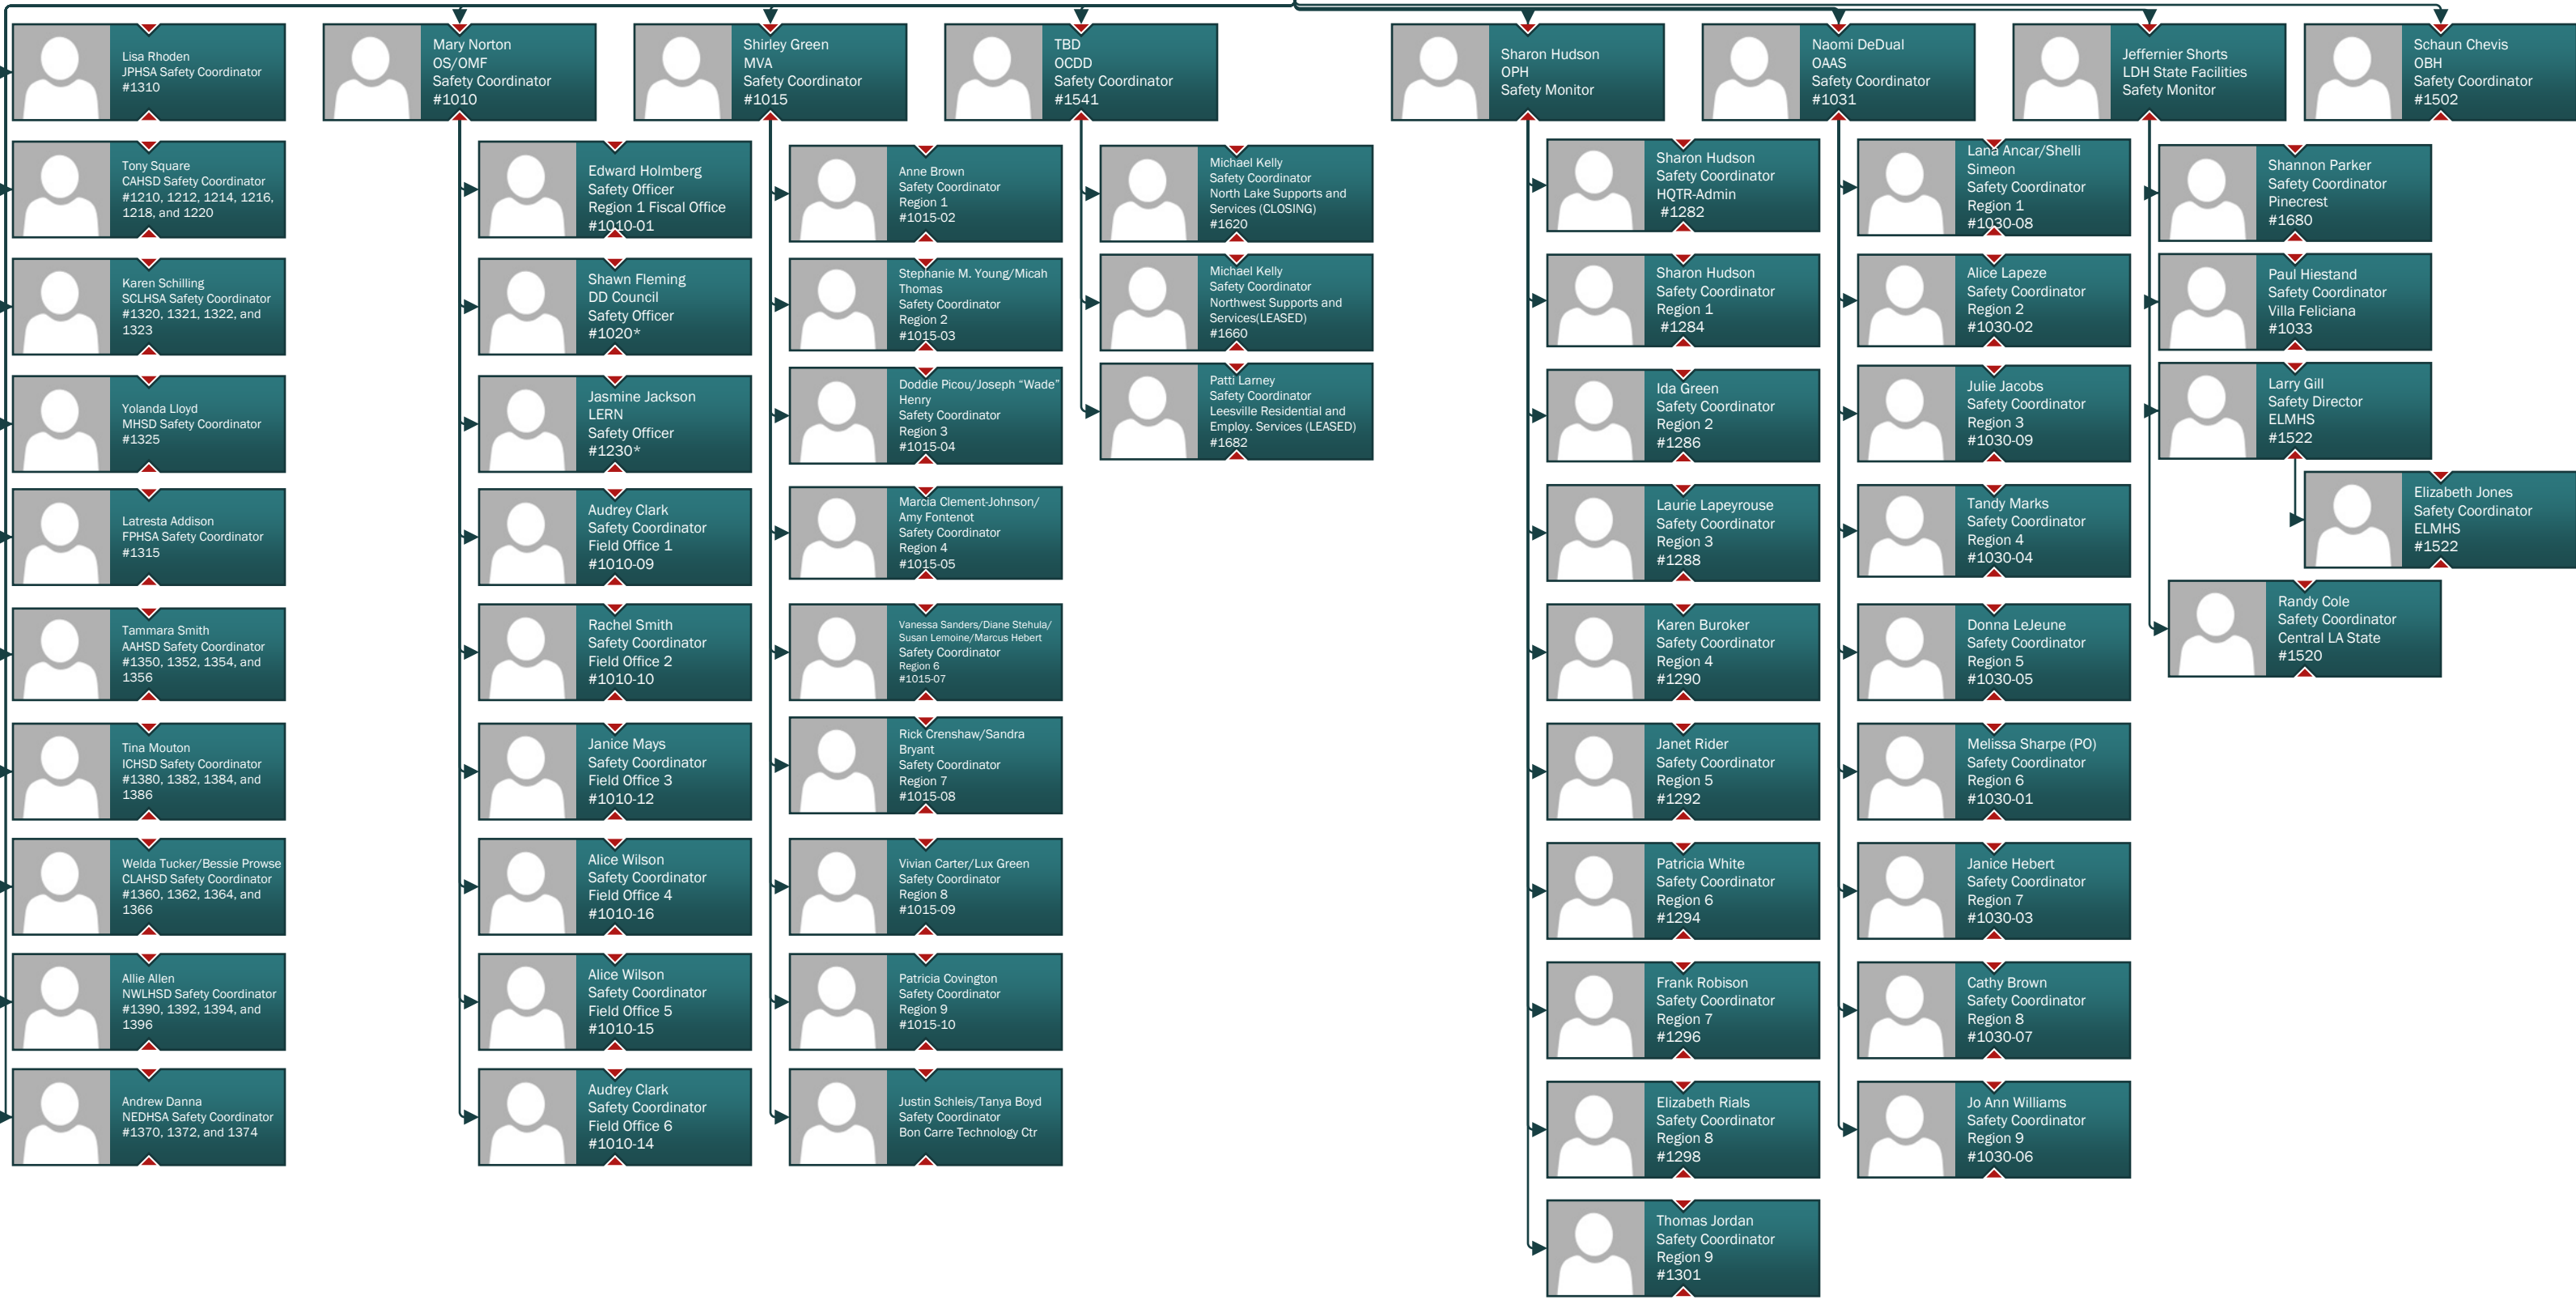 Lisa Rhoden
JPHSA Safety Coordinator
#1310
Tony Square
CAHSD Safety Coordinator
#1210, 1212, 1214, 1216,
1218, and 1220
Karen Schilling
SCLHSA Safety Coordinator
#1320, 1321, 1322, and
1323
Yolanda Lloyd
MHSD Safety Coordinator
#1325
Latresta Addison
FPHSA Safety Coordinator
#1315
Tammara Smith
AAHSD Safety Coordinator
#1350, 1352, 1354, and
1356
Tina Mouton
ICHSD Safety Coordinator
#1380, 1382, 1384, and
1386
Welda Tucker/Bessie Prowse
CLAHSD Safety Coordinator
#1360, 1362, 1364, and
1366
Allie Allen
NWLHSD Safety Coordinator
#1390, 1392, 1394, and
1396
Andrew Danna
NEDHSA Safety Coordinator
#1370, 1372, and 1374
Mary Norton
OS/OMF
Safety Coordinator
#1010
Edward Holmberg
Safety Officer
Region 1 Fiscal Office
#1010-01
Shawn Fleming
DD Council
Safety Officer
#1020*
Jasmine Jackson
LERN
Safety Officer
#1230*
Audrey Clark
Safety Coordinator
Field Office 1
#1010-09
Rachel Smith
Safety Coordinator
Field Office 2
#1010-10
Janice Mays
Safety Coordinator
Field Office 3
#1010-12
Alice Wilson
Safety Coordinator
Field Office 4
#1010-16
Alice Wilson
Safety Coordinator
Field Office 5
#1010-15
Audrey Clark
Safety Coordinator
Field Office 6
#1010-14
Shirley Green
MVA
Safety Coordinator
#1015
Anne Brown
Safety Coordinator
Region 1
#1015-02
Stephanie M. Young/Micah
Thomas
Safety Coordinator
Region 2
#1015-03
Doddie Picou/Joseph “Wade”
Henry
Safety Coordinator
Region 3
#1015-04
Marcia Clement-Johnson/
Amy Fontenot
Safety Coordinator
Region 4
#1015-05
Vanessa Sanders/Diane Stehula/
Susan Lemoine/Marcus Hebert
Safety Coordinator
Region 6
#1015-07
Rick Crenshaw/Sandra
Bryant
Safety Coordinator
Region 7
#1015-08
Vivian Carter/Lux Green
Safety Coordinator
Region 8
#1015-09
Patricia Covington
Safety Coordinator
Region 9
#1015-10
Justin Schleis/Tanya Boyd
Safety Coordinator
Bon Carre Technology Ctr
TBD
OCDD
Safety Coordinator
#1541
Michael Kelly
Safety Coordinator
North Lake Supports and
Services (CLOSING)
#1620
Michael Kelly
Safety Coordinator
Northwest Supports and
Services(LEASED)
#1660
Patti Larney
Safety Coordinator
Leesville Residential and
Employ. Services (LEASED)
#1682
Sharon Hudson
OPH
Safety Monitor
Sharon Hudson
Safety Coordinator
HQTR-Admin
#1282
Sharon Hudson
Safety Coordinator
Region 1
#1284
Ida Green
Safety Coordinator
Region 2
#1286
Laurie Lapeyrouse
Safety Coordinator
Region 3
#1288
Karen Buroker
Safety Coordinator
Region 4
#1290
Janet Rider
Safety Coordinator
Region 5
#1292
Patricia White
Safety Coordinator
Region 6
#1294
Frank Robison
Safety Coordinator
Region 7
#1296
Elizabeth Rials
Safety Coordinator
Region 8
#1298
Thomas Jordan
Safety Coordinator
Region 9
#1301
Naomi DeDual
OAAS
Safety Coordinator
#1031
Lana Ancar/Shelli
Simeon
Safety Coordinator
Region 1
#1030-08
Alice Lapeze
Safety Coordinator
Region 2
#1030-02
Julie Jacobs
Safety Coordinator
Region 3
#1030-09
Tandy Marks
Safety Coordinator
Region 4
#1030-04
Donna LeJeune
Safety Coordinator
Region 5
#1030-05
Melissa Sharpe (PO)
Safety Coordinator
Region 6
#1030-01
Janice Hebert
Safety Coordinator
Region 7
#1030-03
Cathy Brown
Safety Coordinator
Region 8
#1030-07
Jo Ann Williams
Safety Coordinator
Region 9
#1030-06
Jeffernier Shorts
LDH State Facilities
Safety Monitor
Shannon Parker
Safety Coordinator
Pinecrest
#1680
Paul Hiestand
Safety Coordinator
Villa Feliciana
#1033
Larry Gill
Safety Director
ELMHS
#1522
Elizabeth Jones
Safety Coordinator
ELMHS
#1522
Randy Cole
Safety Coordinator
Central LA State
#1520
Schaun Chevis
OBH
Safety Coordinator
#1502